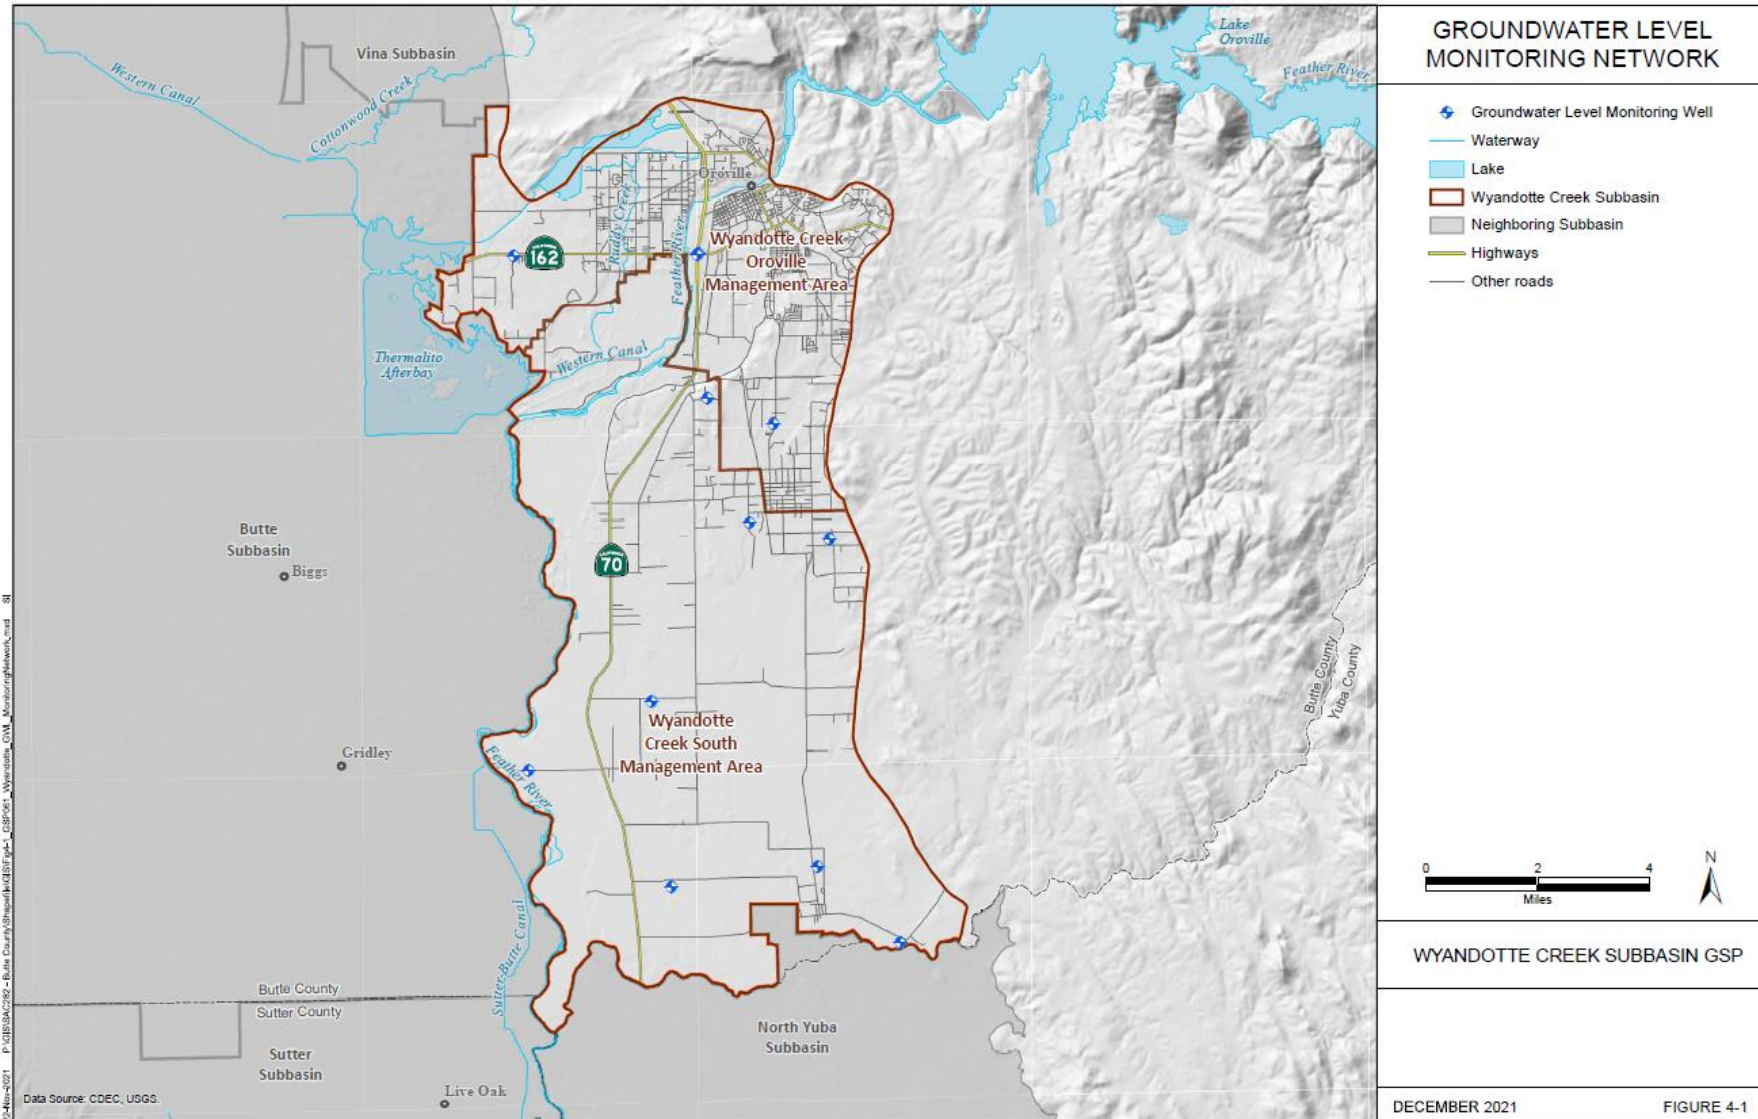 GROUNDWATER LEVEL
MONITORING NETWORK
Groundwater Level Monitoring Well
Waterway
Lake
Wyandotte Creek Subbasin
Neighboring Subbasin
Highways
Other roads
0 2 4
Miles
N
WYANDOTTE CREEK SUBBASIN GSP
DECEMBER 2021 FIGURE 4-1
Vina Subbasin
Western Canal
Cottonwood Creek
Lake
Oroville
Feather River
Oroville
Ruddy Creek
Feather River
CALIFORNIA
162
Wyandotte Creek
Oroville
Management Area
Thermalito
Afterbay
Western Canal
Butte
Subbasin
Biggs
CALIFORNIA
70
Butte County
Yuba County
Wyandotte
Creek South
Management Area
Gridley
Feather River
Sutter-Butte Canal
Butte County
Sutter County
Sutter
Subbasin
North Yuba
Subbasin
Live Oak
Data Source: CDEC, USGS.